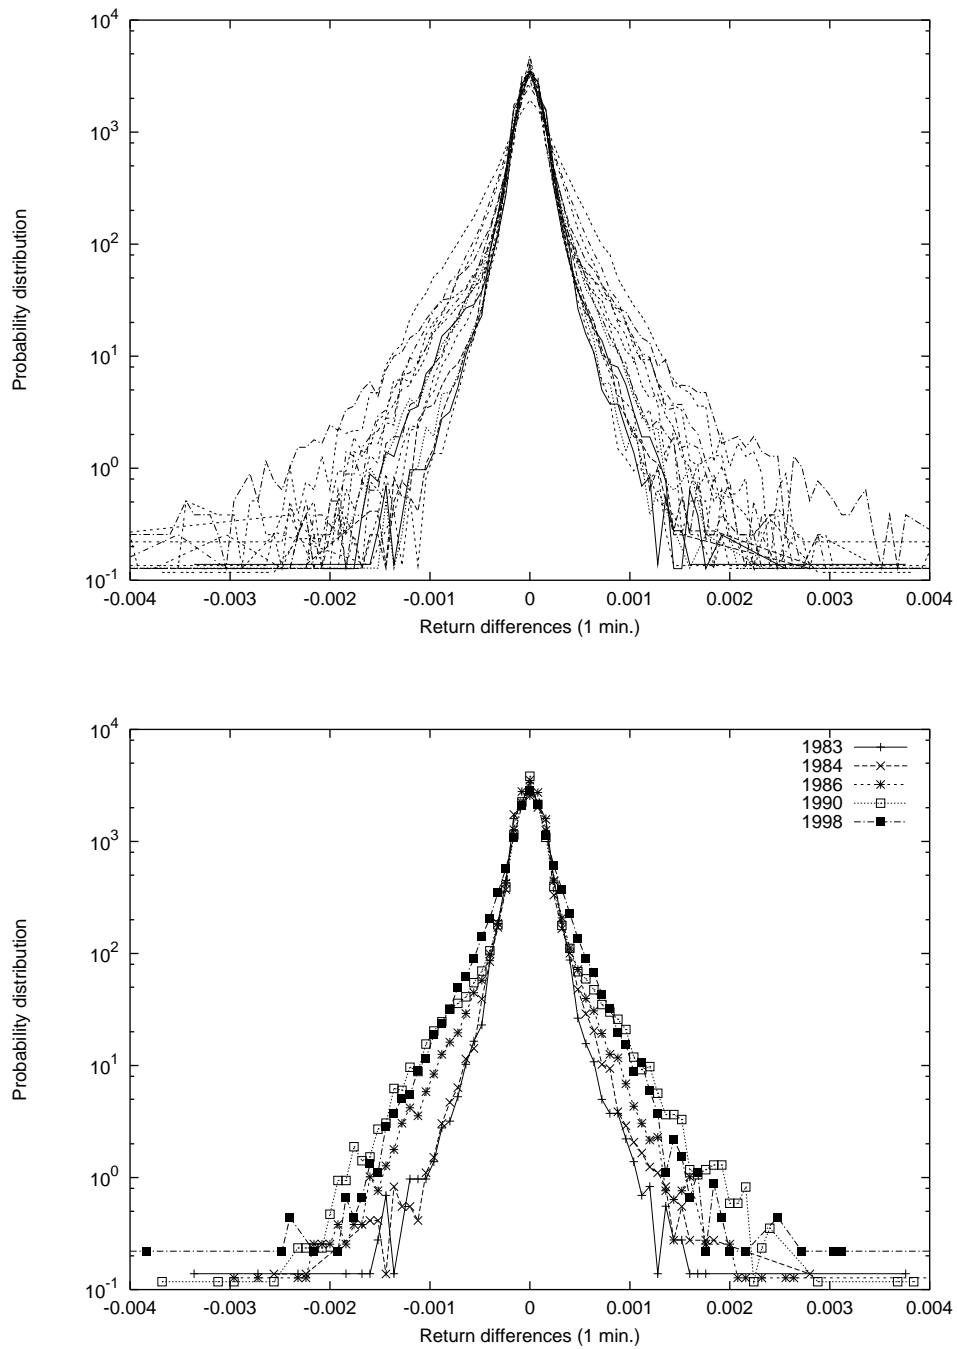 10^4
10^3
10^2
10^1
10^0
10^-1
Probability distribution
-0.004 -0.003 -0.002 -0.001 0 0.001 0.002 0.003 0.004
Return differences (1 min.)
10^4
10^3
10^2
10^1
10^0
10^-1
Probability distribution
1983
1984
1986
1990
1998
-0.004 -0.003 -0.002 -0.001 0 0.001 0.002 0.003 0.004
Return differences (1 min.)